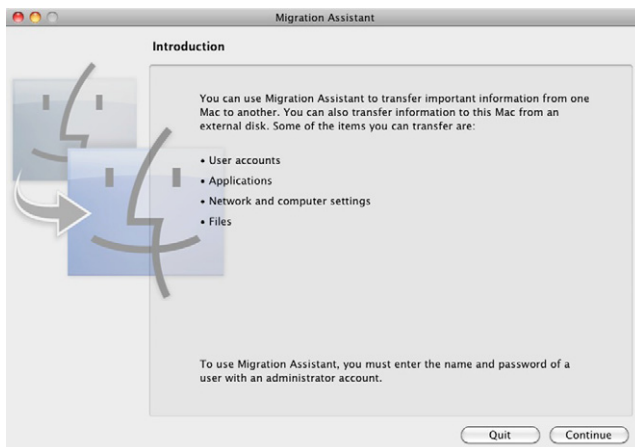 Migration Assistant
Introduction
You can use Migration Assistant to transfer important information from one
Mac to another. You can also transfer information to this Mac from an
external disk. Some of the items you can transfer are:
• User accounts
• Applications
• Network and computer settings
• Files
To use Migration Assistant, you must enter the name and password of a
user with an administrator account.
Quit
Continue